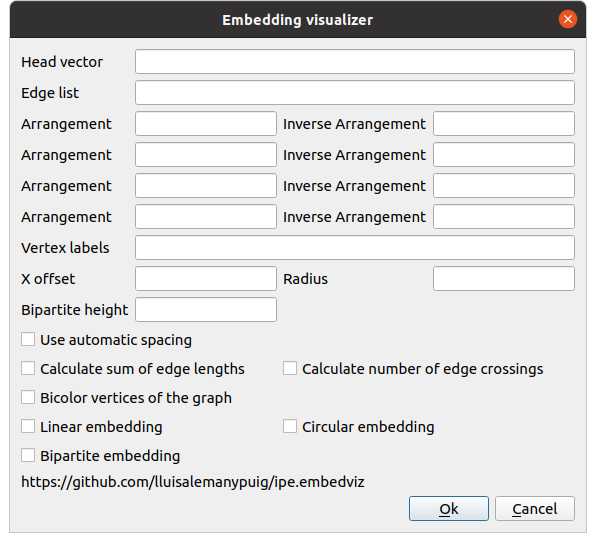 Embedding visualizer
Head vector
Edge list
Arrangement Inverse Arrangement
Arrangement Inverse Arrangement
Arrangement Inverse Arrangement
Arrangement Inverse Arrangement
Vertex labels
X offset Radius
Bipartite height
Use automatic spacing
Calculate sum of edge lengths Calculate number of edge crossings
Bicolor vertices of the graph
Linear embedding Circular embedding
Bipartite embedding
https://github.com/lluisalemanypuig/ipe.embedviz
Ok Cancel